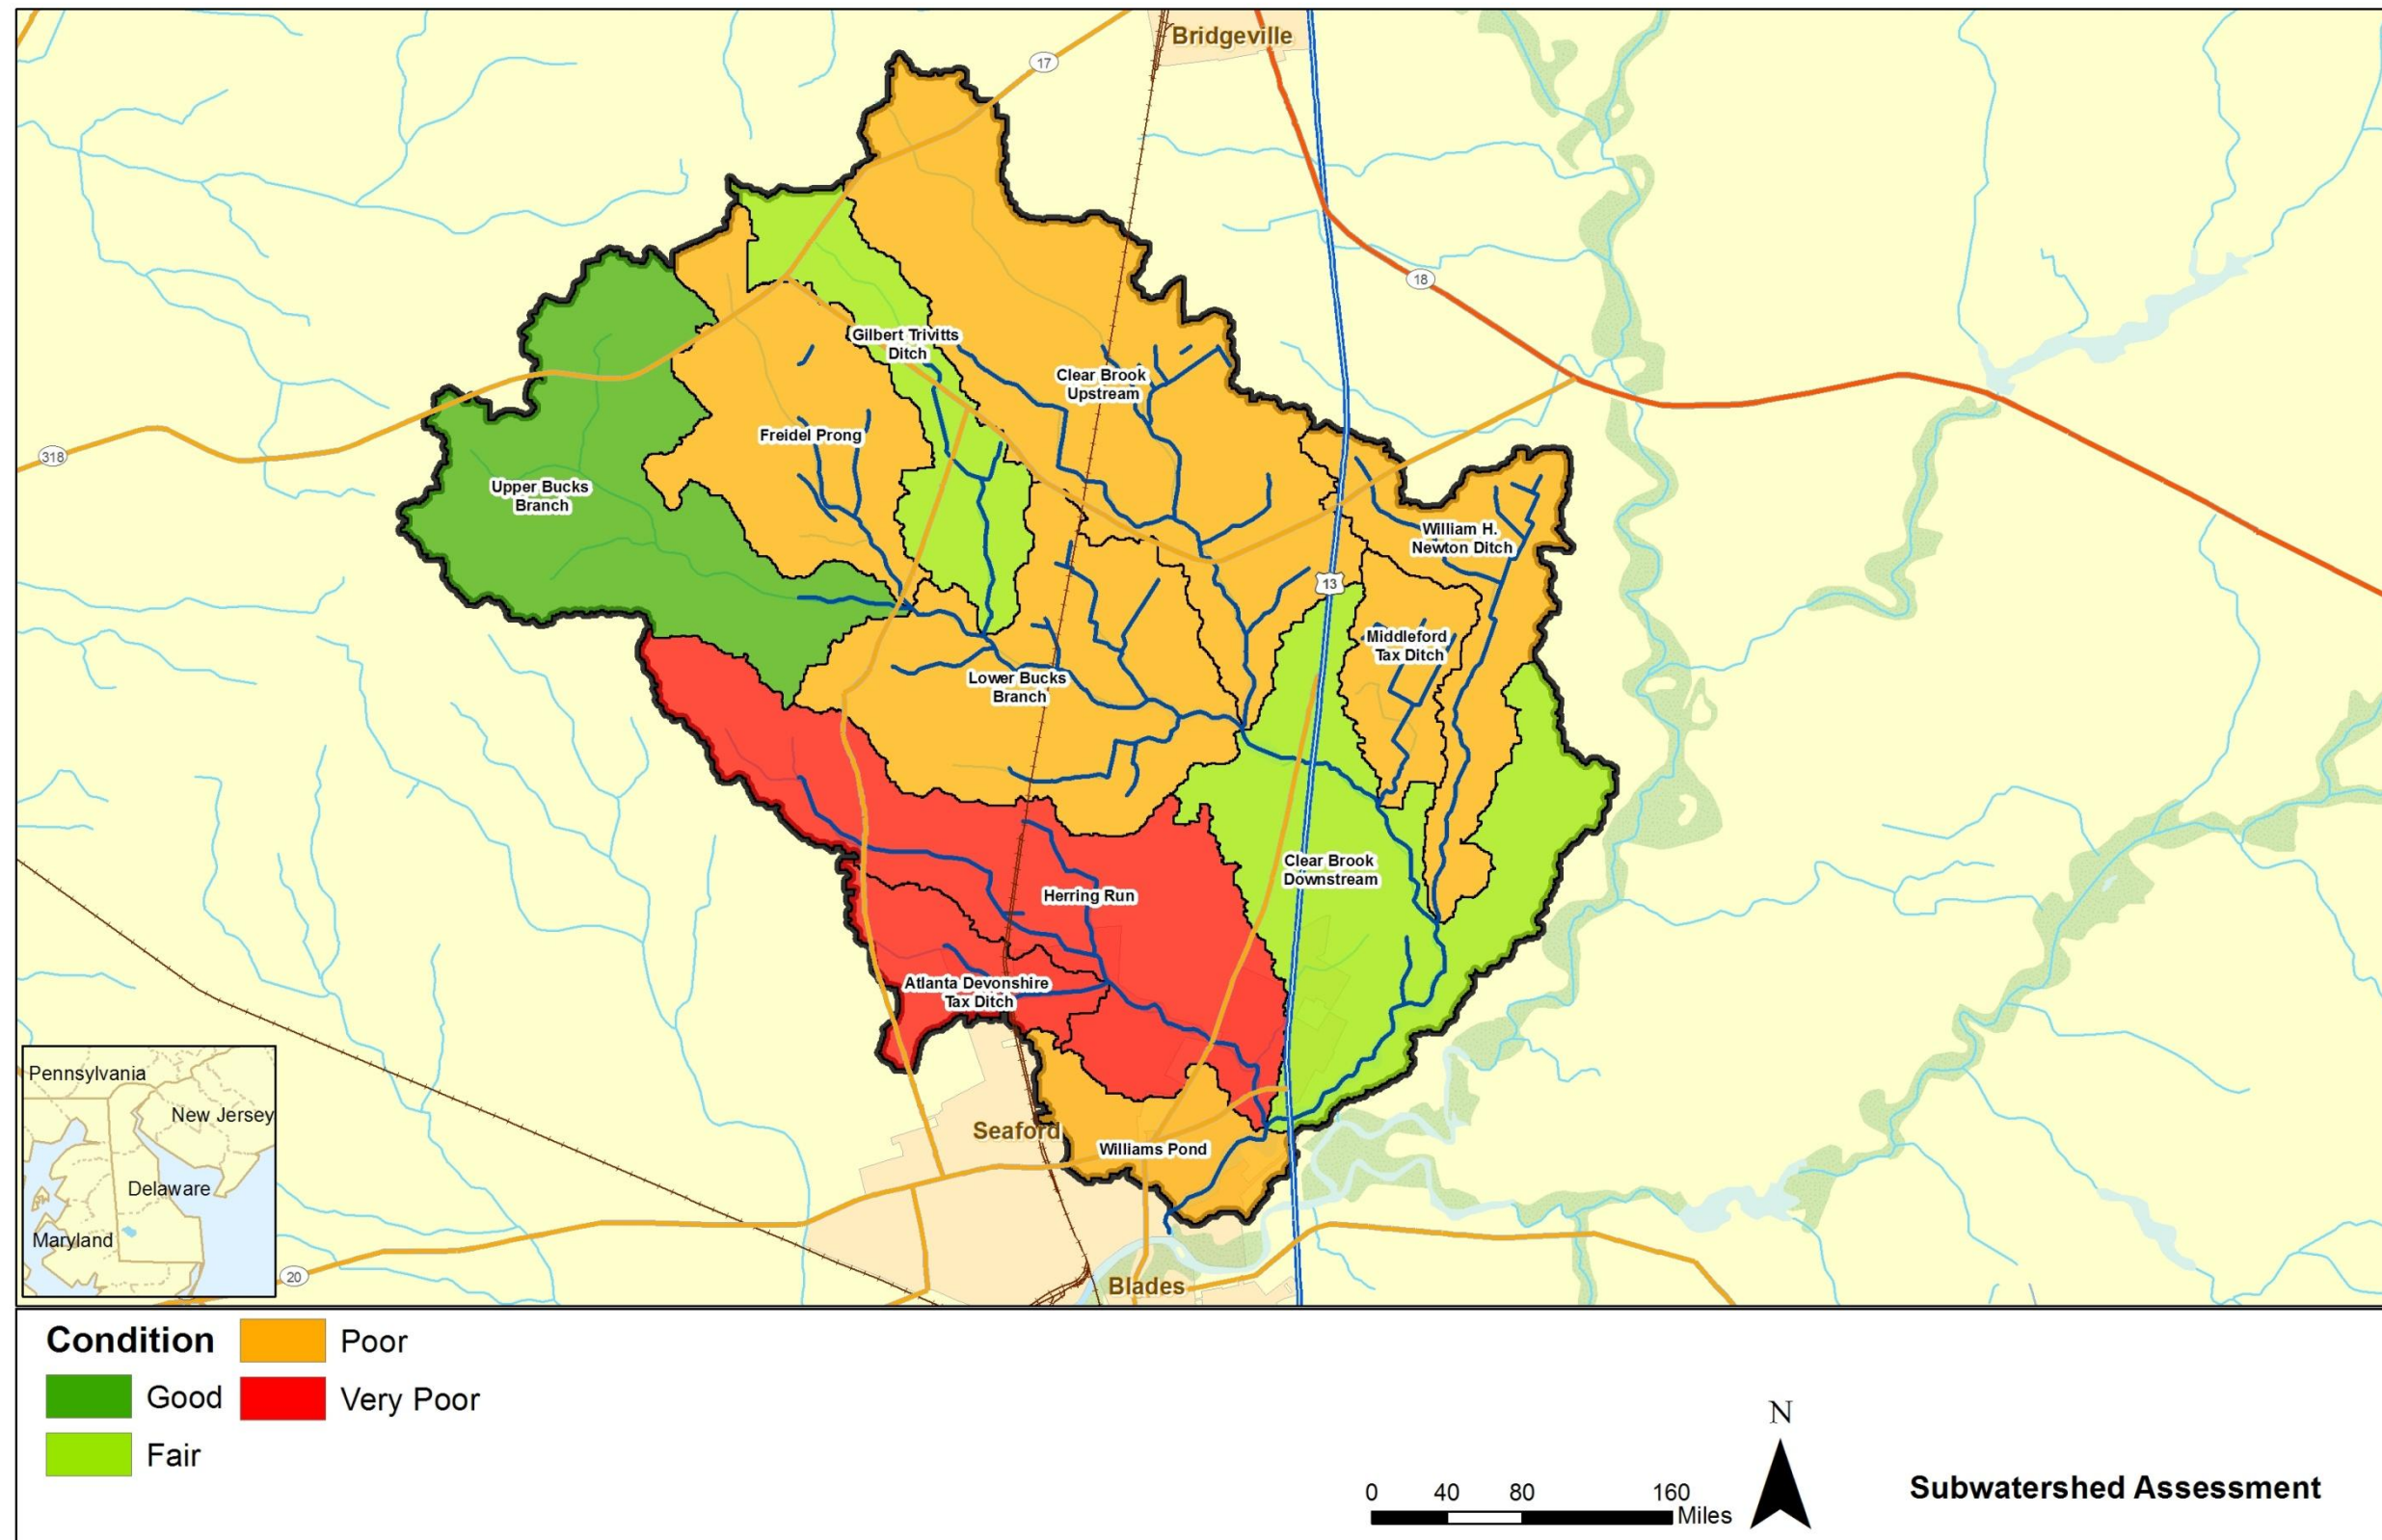 Bridgeville
17
18
318
Gilbert Trivitts
Ditch
Clear Brook
Upstream
Freidel Prong
Upper Bucks
Branch
William H.
Newton Ditch
13
Middleford
Tax Ditch
Lower Bucks
Branch
Clear Brook
Downstream
Herring Run
Atlanta Devonshire
Tax Ditch
Seaford
Williams Pond
Blades
20
Pennsylvania
New Jersey
Delaware
Maryland
Condition
Good
Fair
Poor
Very Poor
N
0 40 80 160
Miles
Subwatershed Assessment